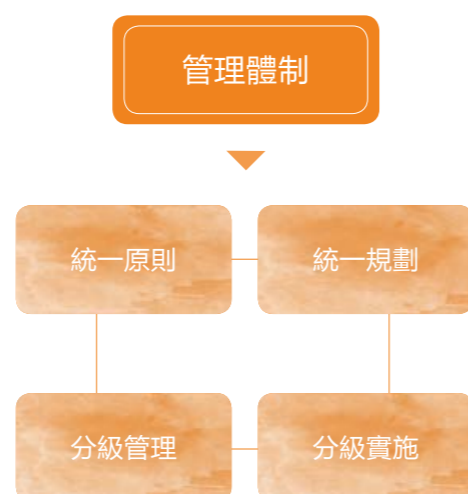 管理體制
統一原則
統一規劃
分級管理
分級實施